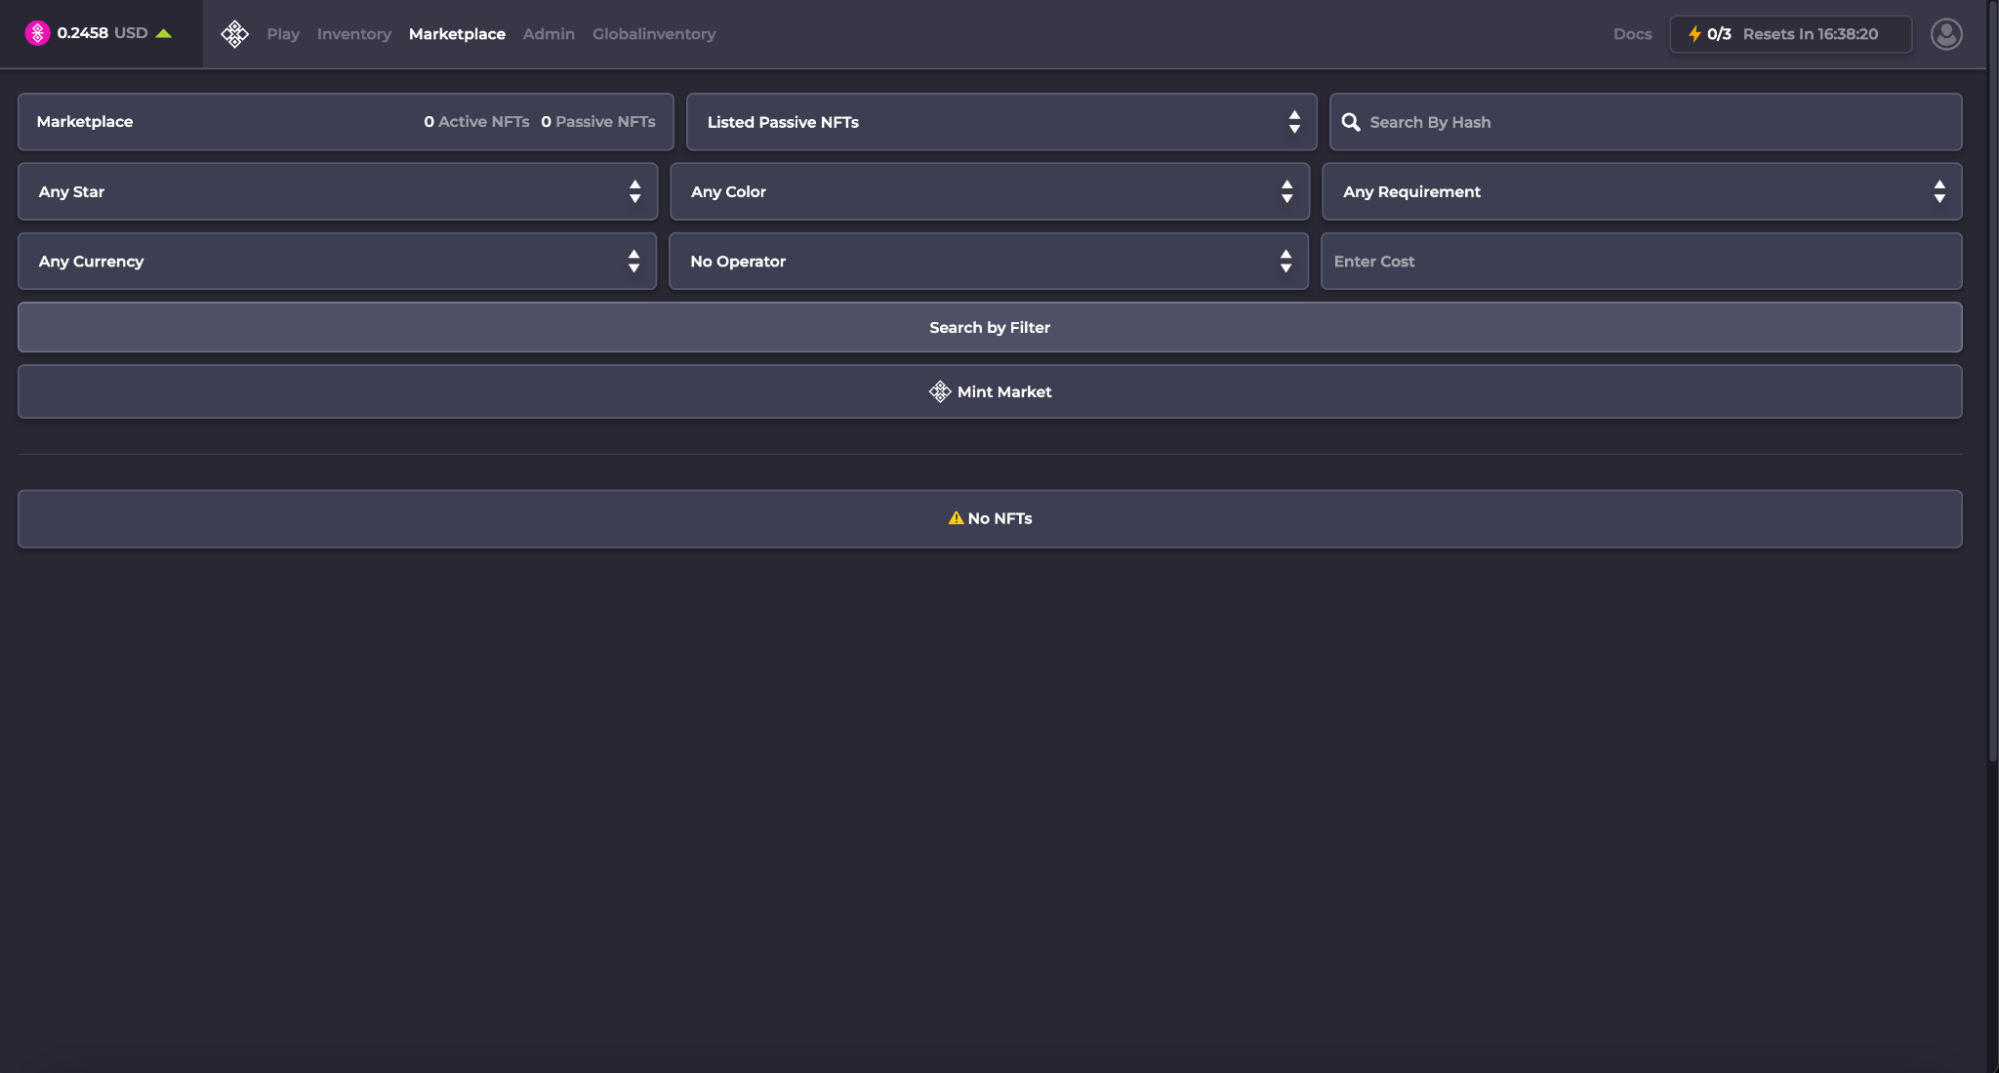 0.2458 USD
Play Inventory Marketplace Admin Globalinventory
Docs
0/3 Resets In 16:38:20
Marketplace 0 Active NFTs 0 Passive NFTs
Listed Passive NFTs
Search By Hash
Any Star
Any Color
Any Requirement
Any Currency
No Operator
Enter Cost
Search by Filter
Mint Market
No NFTs